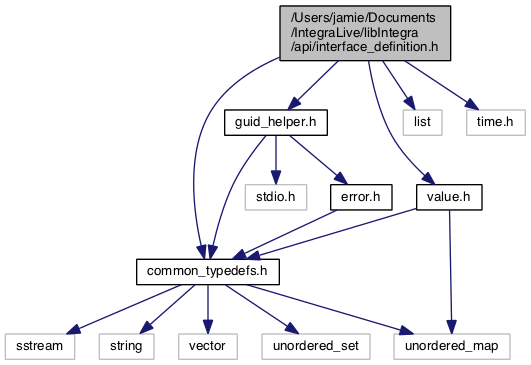 /Users/jamie/Documents
/IntegraLive/libIntegra
/api/interface_definition.h
guid_helper.h
list
time.h
stdio.h
error.h
value.h
common_typedefs.h
sstream
string
vector
unordered_set
unordered_map